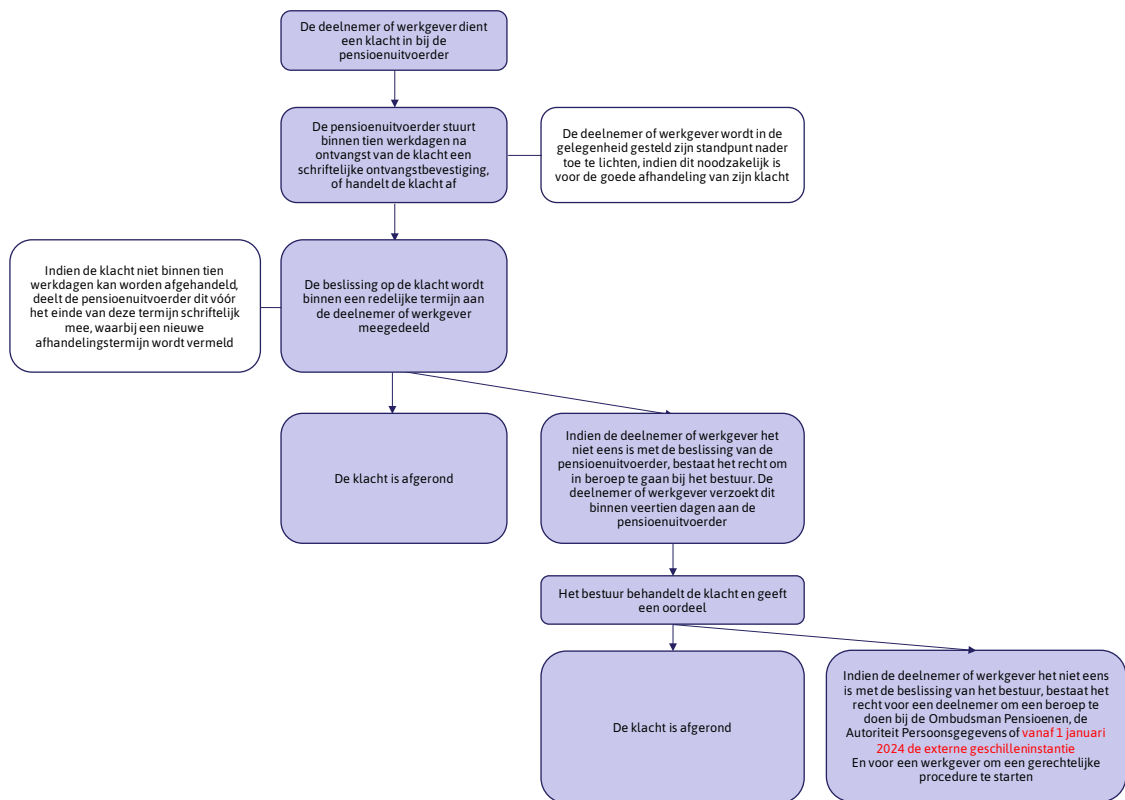 De deelnemer of werkgever dient
een klacht in bij de
pensioenuitvoerder
De pensioenuitvoerder stuurt
binnen tien werkdagen na
ontvangst van de klacht een
schriftelijke ontvangstbevestiging,
of handelt de klacht af
De deelnemer of werkgever wordt in de
gelegenheid gesteld zijn standpunt nader
toe te lichten, indien dit noodzakelijk is
voor de goede afhandeling van zijn klacht
Indien de klacht niet binnen tien
werkdagen kan worden afgehandeld,
deelt de pensioenuitvoerder dit vóór
het einde van deze termijn schriftelijk
mee, waarbij een nieuwe
afhandelingstermijn wordt vermeld
De beslissing op de klacht wordt
binnen een redelijke termijn aan
de deelnemer of werkgever
meegedeeld
De klacht is afgerond
Indien de deelnemer of werkgever het
niet eens is met de beslissing van de
pensioenuitvoerder, bestaat het recht om
in beroep te gaan bij het bestuur. De
deelnemer of werkgever verzoekt dit
binnen veertien dagen aan de
pensioenuitvoerder
Het bestuur behandelt de klacht en geeft
een oordeel
De klacht is afgerond
Indien de deelnemer of werkgever het niet eens
is met de beslissing van het bestuur, bestaat het
recht voor een deelnemer om een beroep te
doen bij de Ombudsman Pensioenen, de
Autoriteit Persoonsgegevens of vanaf 1 januari
2024 de externe geschilleninstantie
En voor een werkgever om een gerechtelijke
procedure te starten